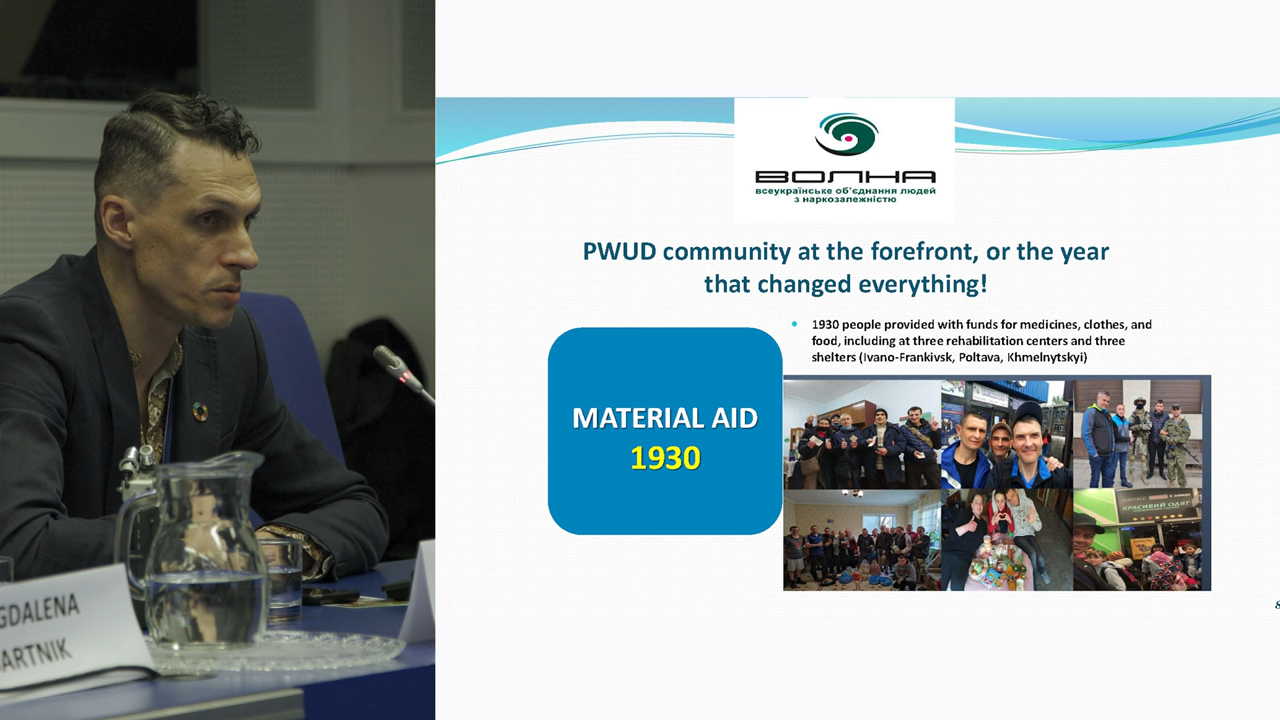 ВОЛНА
всеукраїнське об'єднання людей
з наркозалежністю
PWUD community at the forefront, or the year
that changed everything!
• 1930 people provided with funds for medicines, clothes, and
food, including at three rehabilitation centers and three
shelters (Ivano-Frankivsk, Poltava, Khmelnytskyi)
MATERIAL AID
1930
КРАСИВИЙ ОДЯГ
8
GDALENA
ARTNIK